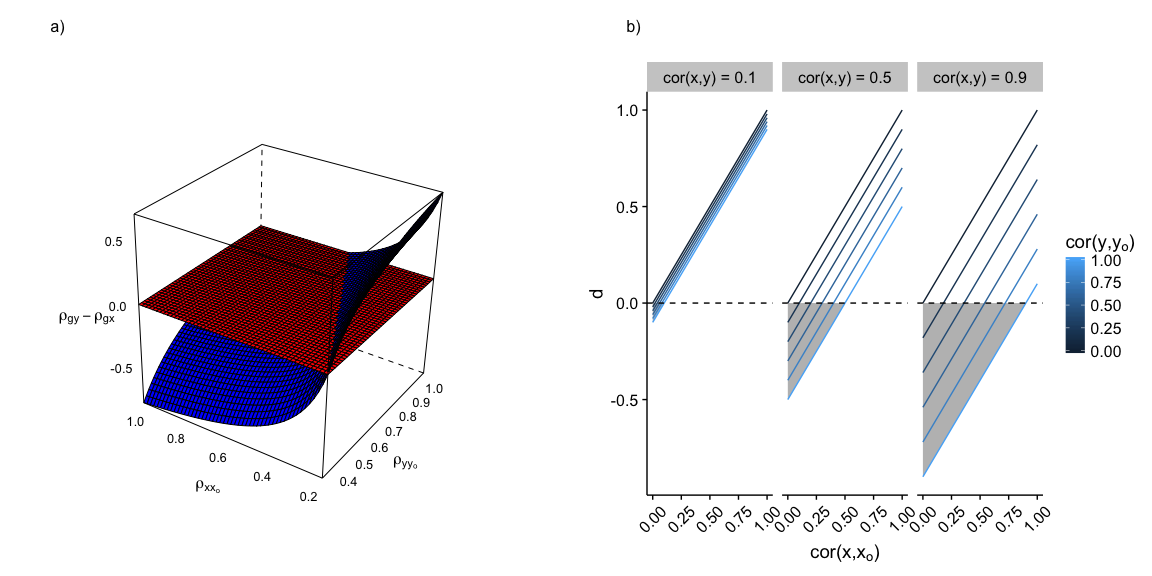 a)
0.5
0.0
-0.5
ρgy − ρgx
1.0
0.8
0.6
0.4
0.2
ρxxo
0.4
0.5
0.6
0.7
0.8
0.9
1.0
ρyyo
b)
cor(x,y) = 0.1
cor(x,y) = 0.5
cor(x,y) = 0.9
1.0
0.5
0.0
-0.5
d
0.00 0.25 0.50 0.75 1.00
0.00 0.25 0.50 0.75 1.00
0.00 0.25 0.50 0.75 1.00
cor(x,xo)
cor(y,yo)
1.00
0.75
0.50
0.25
0.00